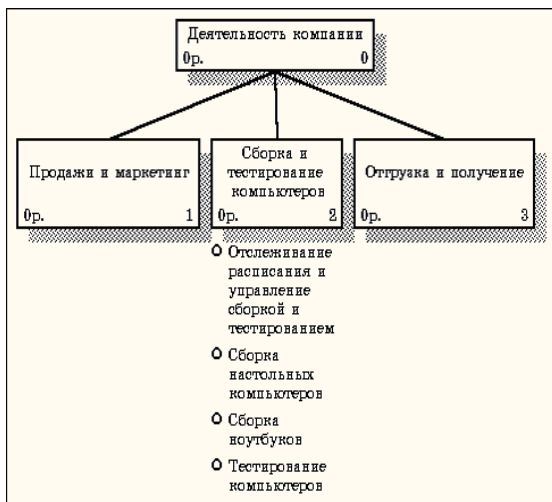 Деятельность компании
0р. 0
Продажи и маркетинг
0р. 1
Сборка и
тестирование
компьютеров
0р. 2
Отгрузка и получение
0р. 3
Отслеживание
расписания и
управление
сборкой и
тестированием
Сборка
настольных
компьютеров
Сборка
ноутбуков
Тестирование
компьютеров